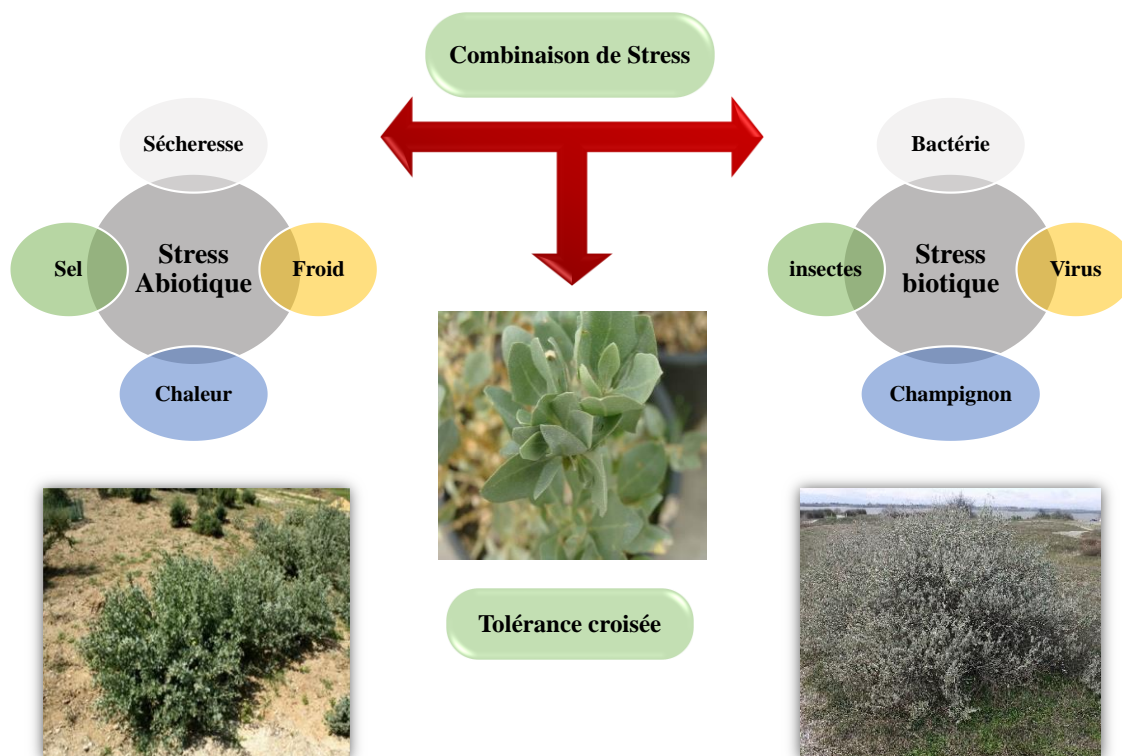 Combinaison de Stress
Sécheresse
Sel
Stress
Abiotique
Froid
Chaleur
Bactérie
insectes
Stress
biotique
Virus
Champignon
Tolérance croisée